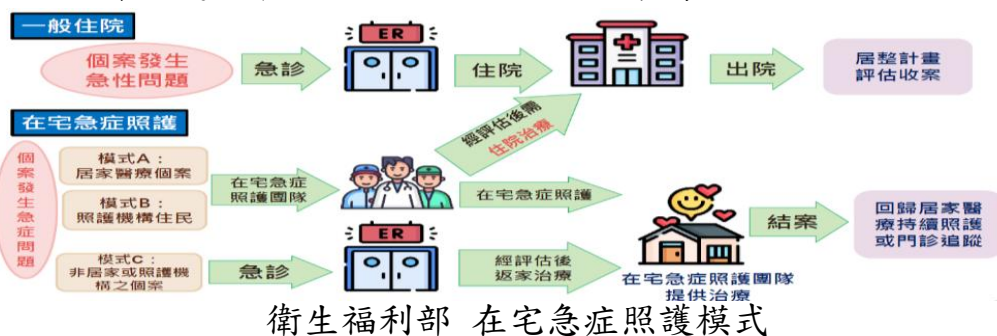 一般住院
個案發生
急性問題
急診
ER
住院
出院
居整計畫
評估收案
在宅急症照護
個案發生急症問題
模式A：
居家醫療個案
模式B：
照護機構住民
模式C：
非居家或照護機
構之個案
在宅急症
照護團隊
經評估後需
住院治療
在宅急症照護
急診
ER
經評估後
返家治療
在宅急症照護團隊
提供治療
結案
回歸居家醫
療持續照護
或門診追蹤
衛生福利部 在宅急症照護模式